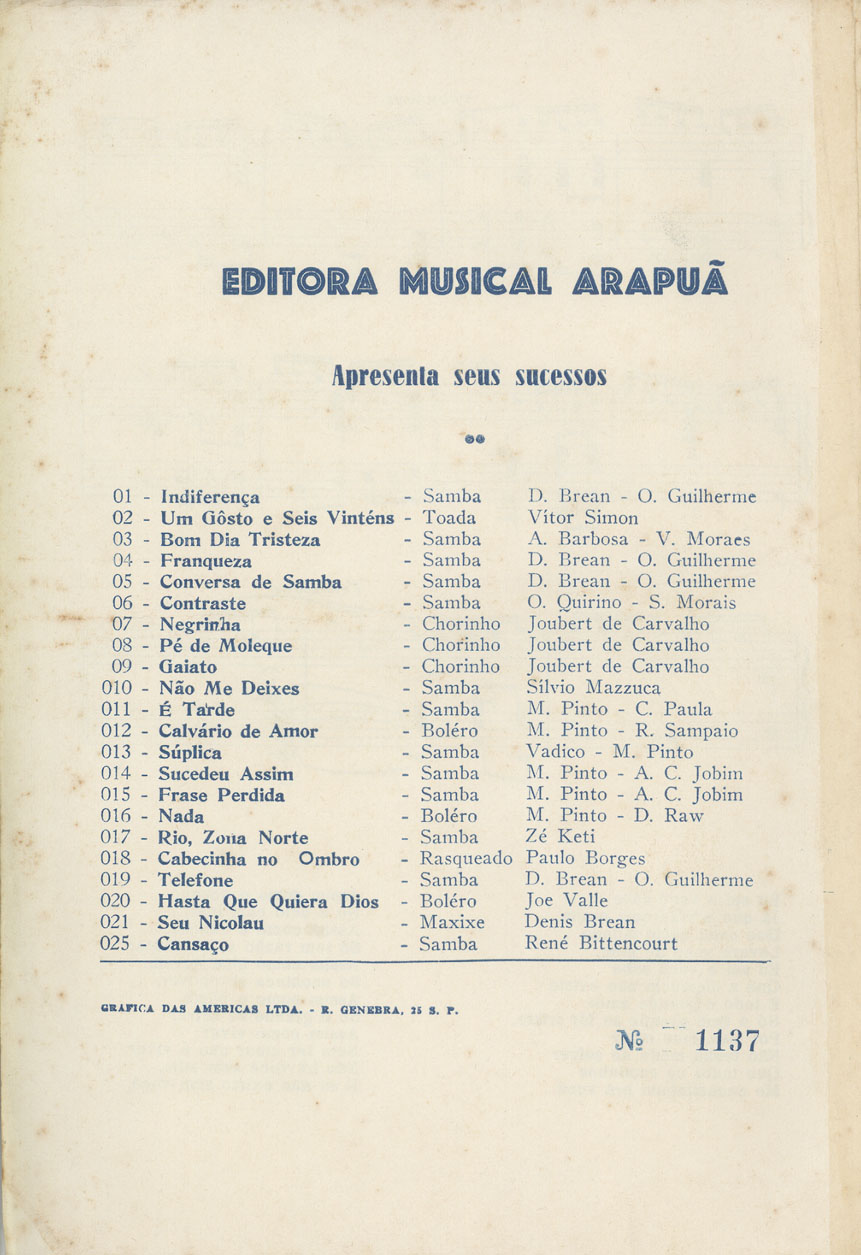 EDITORA MUSICAL ARAPUÃ
Apresenta seus sucessos
01 - Indiferença - Samba D. Brean - O. Guilherme
02 - Um Gôsto e Seis Vinténs - Toada Vítor Simon
03 - Bom Dia Tristeza - Samba A. Barbosa - V. Moraes
04 - Franqueza - Samba D. Brean - O. Guilherme
05 - Conversa de Samba - Samba D. Brean - O. Guilherme
06 - Contraste - Samba O. Quirino - S. Morais
07 - Negrinha - Chorinho Joubert de Carvalho
08 - Pé de Moleque - Chorinho Joubert de Carvalho
09 - Gaiato - Chorinho Joubert de Carvalho
010 - Não Me Deixes - Samba Sílvio Mazzuca
011 - É Tarde - Samba M. Pinto - C. Paula
012 - Calvário de Amor - Boléro M. Pinto - R. Sampaio
013 - Súplica - Samba Vadico - M. Pinto
014 - Sucedeu Assim - Samba M. Pinto - A. C. Jobim
015 - Frase Perdida - Samba M. Pinto - A. C. Jobim
016 - Nada - Boléro M. Pinto - D. Raw
017 - Rio, Zona Norte - Samba Zé Keti
018 - Cabecinha no Ombro - Rasqueado Paulo Borges
019 - Telefone - Samba D. Brean - O. Guilherme
020 - Hasta Que Quiera Dios - Boléro Joe Valle
021 - Seu Nicolau - Maxixe Denis Brean
025 - Cansaço - Samba René Bittencourt
GRAFICA DAS AMERICAS LTDA. - R. GENEBRA, 25 S. P.
Nº 1137